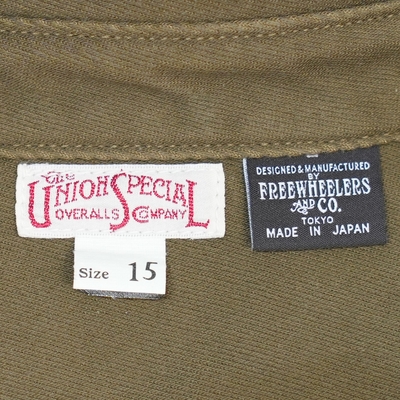 The
UNION SPECIAL
OVERALLS COMPANY
Size 15
DESIGNED & MANUFACTURED
BY
FREEWHEELERS
AND CO.
TOKYO
MADE IN JAPAN